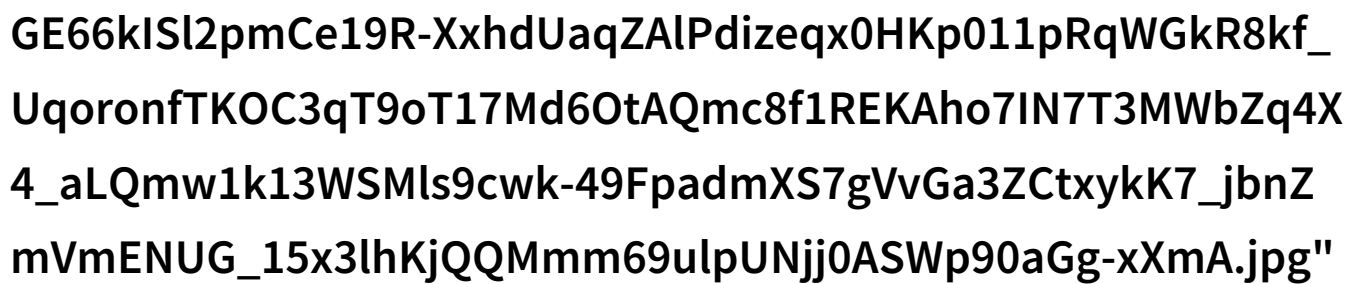 GE66kISl2pmCe19R-XxhdUaqZAlPdizeqx0HKp011pRqWGkR8kf_
UqoronfTKOC3qT9oT17Md6OtAQmc8f1REKAho7IN7T3MWbZq4X
4_aLQmw1k13WSMls9cwk-49FpadmXS7gVvGa3ZCtxykK7_jbnZ
mVmENUG_15x3lhKjQQMmm69ulpUNjj0ASWp90aGg-xXmA.jpg"